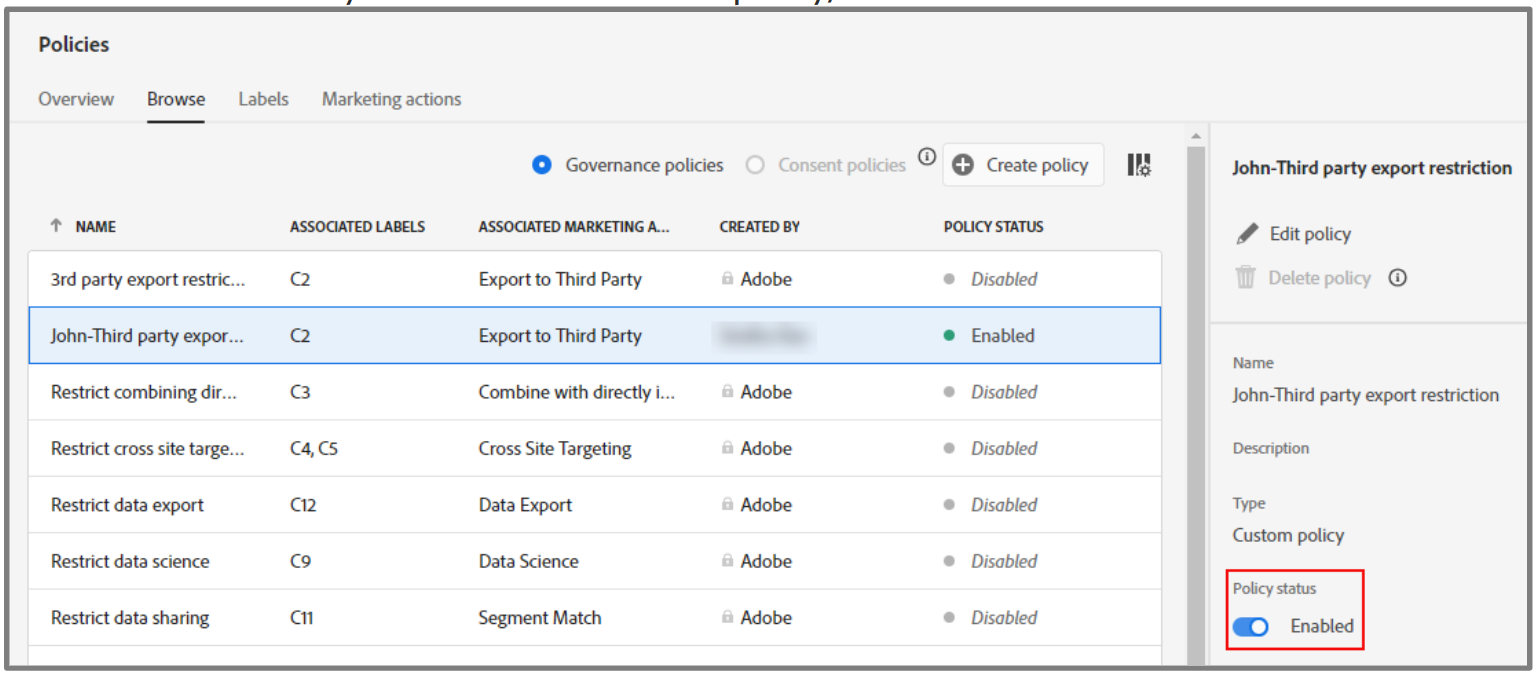 Policies
Overview Browse Labels Marketing actions
Governance policies Consent policies Create policy
NAME ASSOCIATED LABELS ASSOCIATED MARKETING A... CREATED BY POLICY STATUS
3rd party export restric... C2 Export to Third Party Adobe Disabled
John-Third party expor... C2 Export to Third Party Enabled
Restrict combining dir... C3 Combine with directly i... Adobe Disabled
Restrict cross site targe... C4, C5 Cross Site Targeting Adobe Disabled
Restrict data export C12 Data Export Adobe Disabled
Restrict data science C9 Data Science Adobe Disabled
Restrict data sharing C11 Segment Match Adobe Disabled
John-Third party export restriction
Edit policy
Delete policy
Name
John-Third party export restriction
Description
Type
Custom policy
Policy status
Enabled